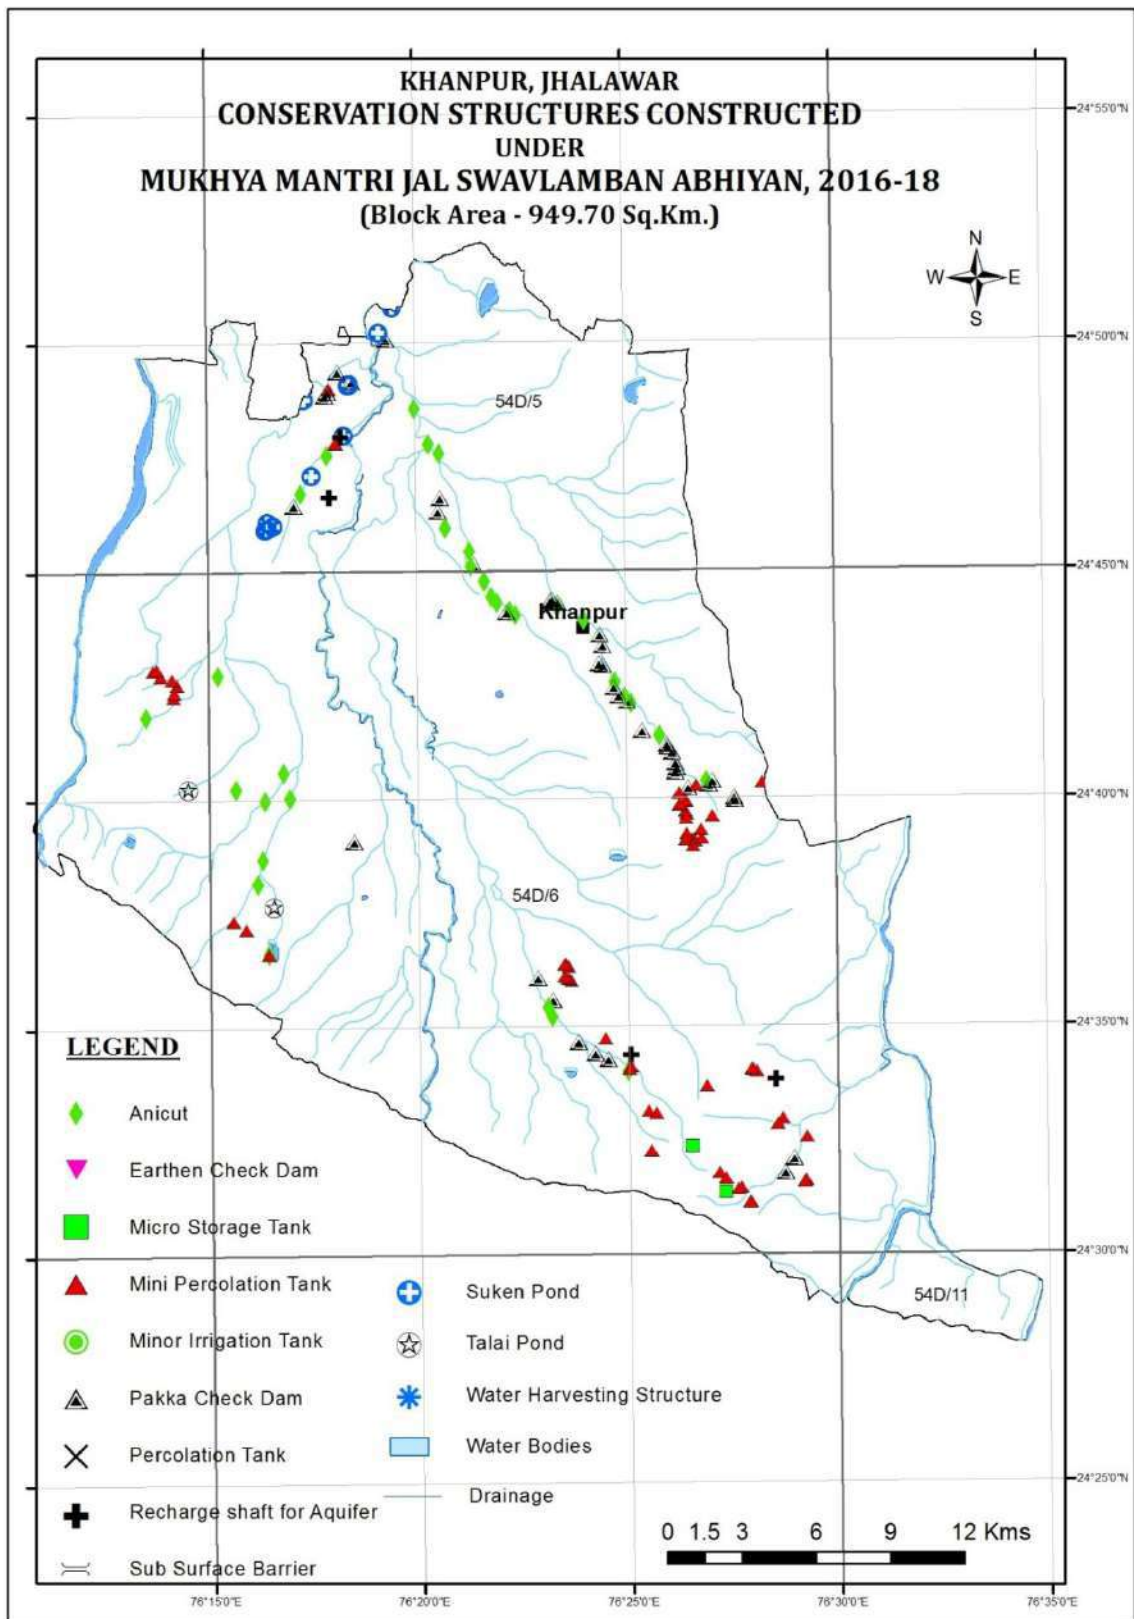 KHANPUR, JHALAWAR
CONSERVATION STRUCTURES CONSTRUCTED
UNDER
MUKHYA MANTRI JAL SWAVLAMBAN ABHIYAN, 2016-18
(Block Area - 949.70 Sq.Km.)
N
W E
S
24°55'0"N
24°50'0"N
24°45'0"N
24°40'0"N
24°35'0"N
24°30'0"N
24°25'0"N
54D/5
Khanpur
54D/6
54D/11
LEGEND
Anicut
Earthen Check Dam
Micro Storage Tank
Mini Percolation Tank
Minor Irrigation Tank
Pakka Check Dam
Percolation Tank
Recharge shaft for Aquifer
Sub Surface Barrier
Suken Pond
Talai Pond
Water Harvesting Structure
Water Bodies
Drainage
0 1.5 3 6 9 12 Kms
76°15'0"E 76°20'0"E 76°25'0"E 76°30'0"E 76°35'0"E